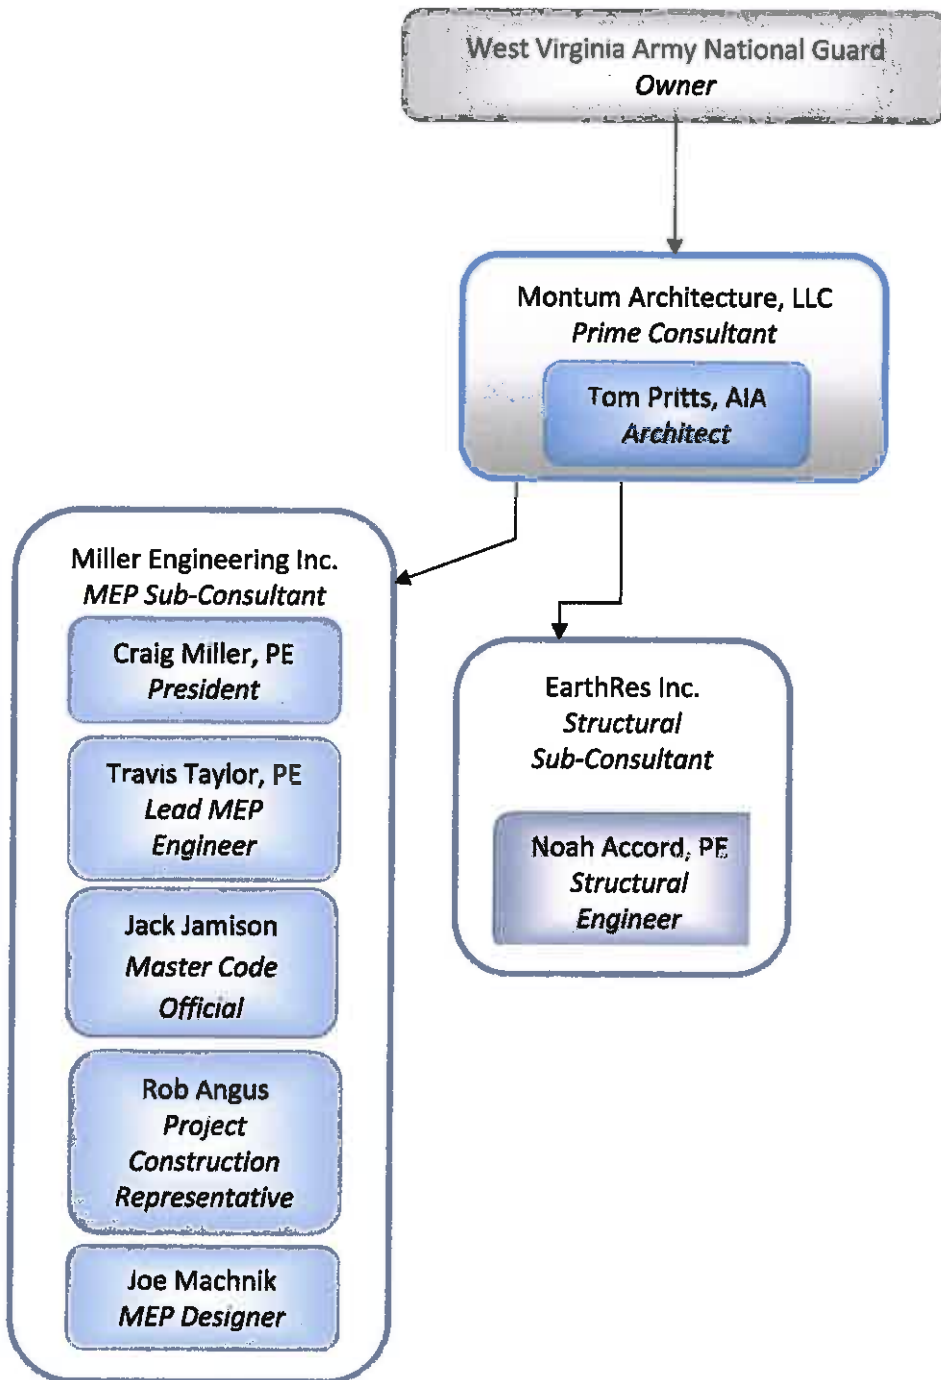 West Virginia Army National Guard
Owner
Montum Architecture, LLC
Prime Consultant
Tom Pritts, AIA
Architect
Miller Engineering Inc.
MEP Sub-Consultant
Craig Miller, PE
President
Travis Taylor, PE
Lead MEP
Engineer
Jack Jamison
Master Code
Official
Rob Angus
Project
Construction
Representative
Joe Machnik
MEP Designer
EarthRes Inc.
Structural
Sub-Consultant
Noah Accord, PE
Structural
Engineer